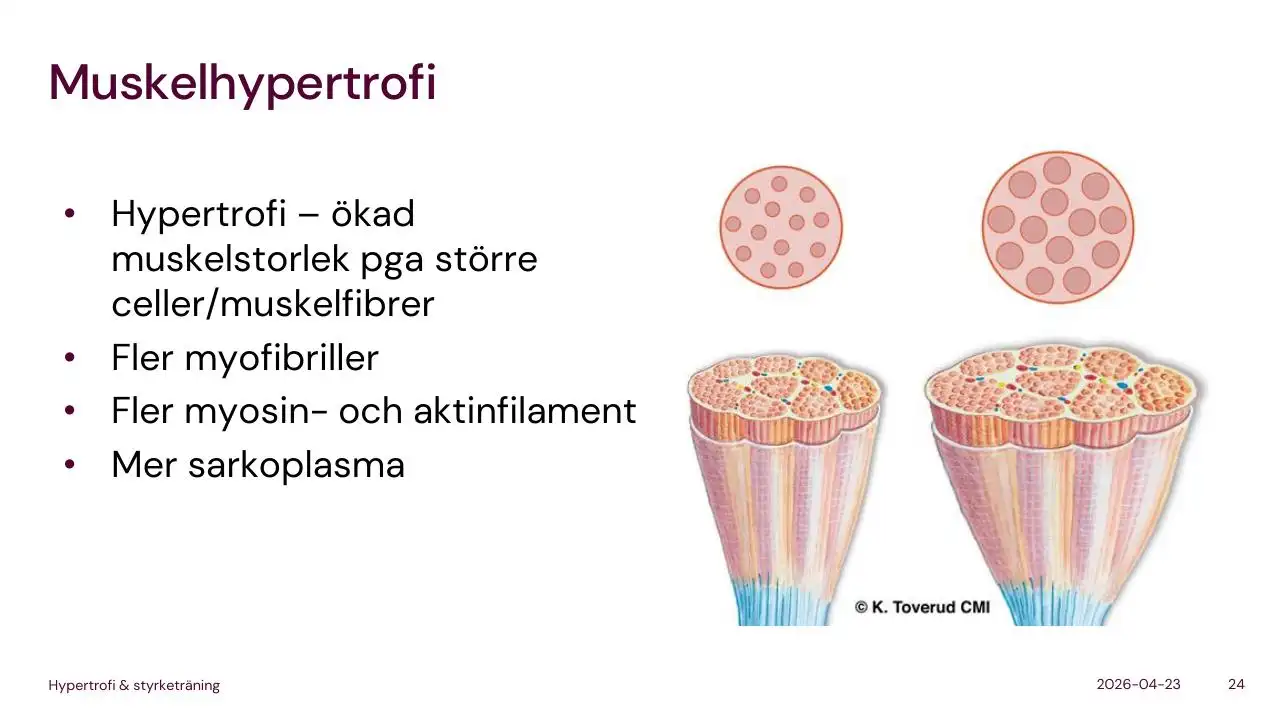 Muskelhypertrofi
• Hypertrofi – ökad
muskelstorlek pga större
celler/muskelfibrer
• Fler myofibriller
• Fler myosin- och aktinfilament
• Mer sarkoplasma
© K. Toverud CMI
Hypertrofi & styrketräning
2026-04-23
24